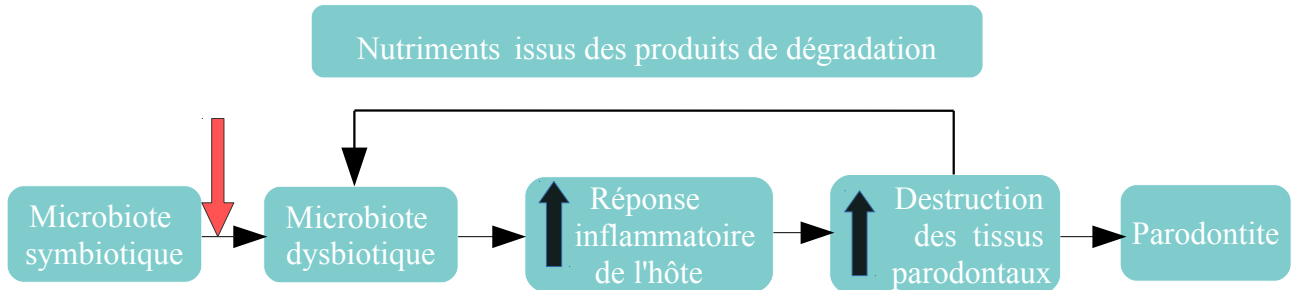 Nutriments issus des produits de dégradation
Microbiote
symbiotique
Microbiote
dysbiotique
Réponse
inflammatoire
de l'hôte
Destruction
des tissus
parodontaux
Parodontite